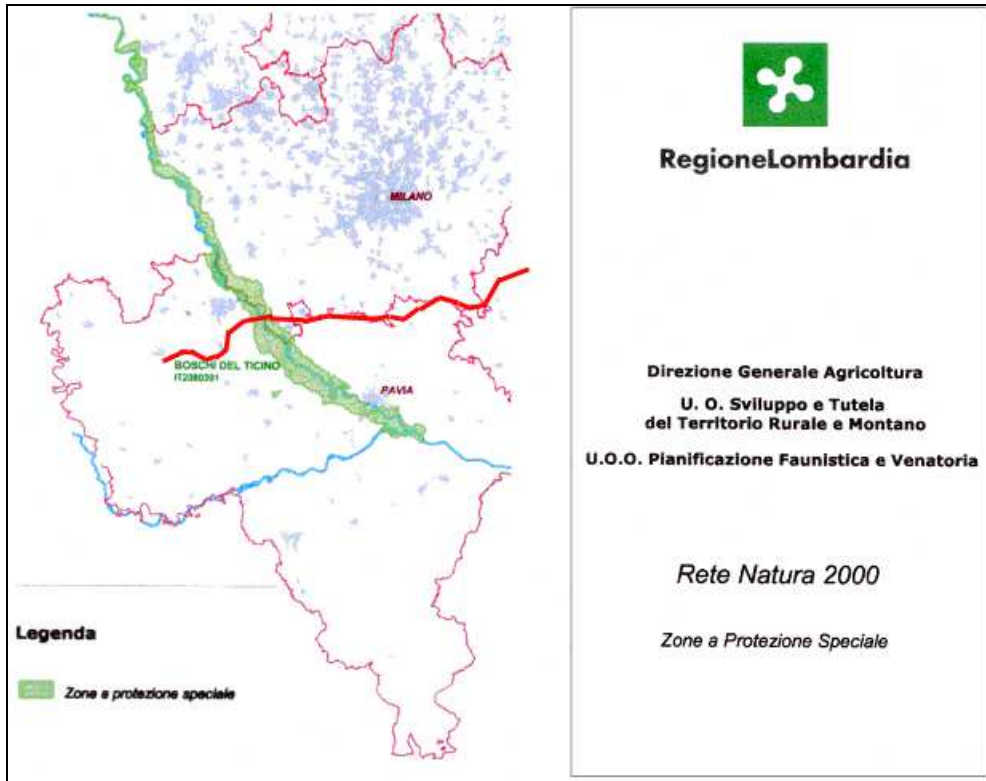 MILANO
BOSCHI DEL TICINO
IT2080301
PAVIA
Legenda
Zone a protezione speciale
RegioneLombardia
Direzione Generale Agricoltura
U. O. Sviluppo e Tutela
del Territorio Rurale e Montano
U.O.O. Pianificazione Faunistica e Venatoria
Rete Natura 2000
Zone a Protezione Speciale